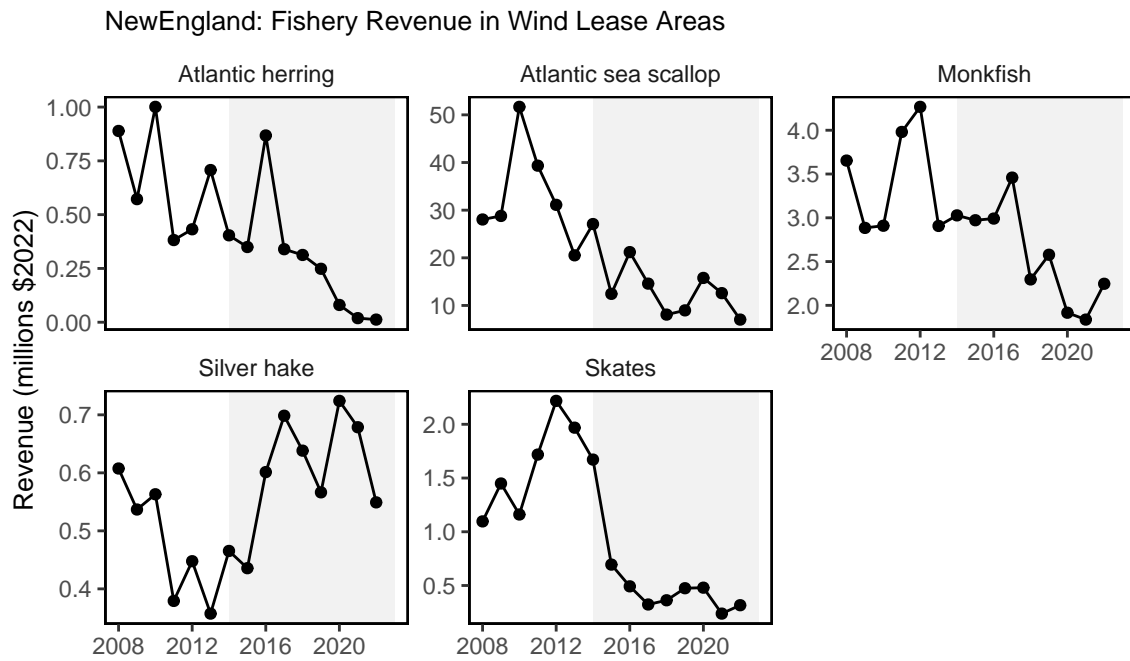 NewEngland: Fishery Revenue in Wind Lease Areas
Atlantic herring
Atlantic sea scallop
Monkfish
1.00
0.75
0.50
0.25
0.00
50
40
30
20
10
4.0
3.5
3.0
2.5
2.0
2008 2012 2016 2020
Revenue (millions $2022)
Silver hake
Skates
0.7
0.6
0.5
0.4
2.0
1.5
1.0
0.5
2008 2012 2016 2020
2008 2012 2016 2020